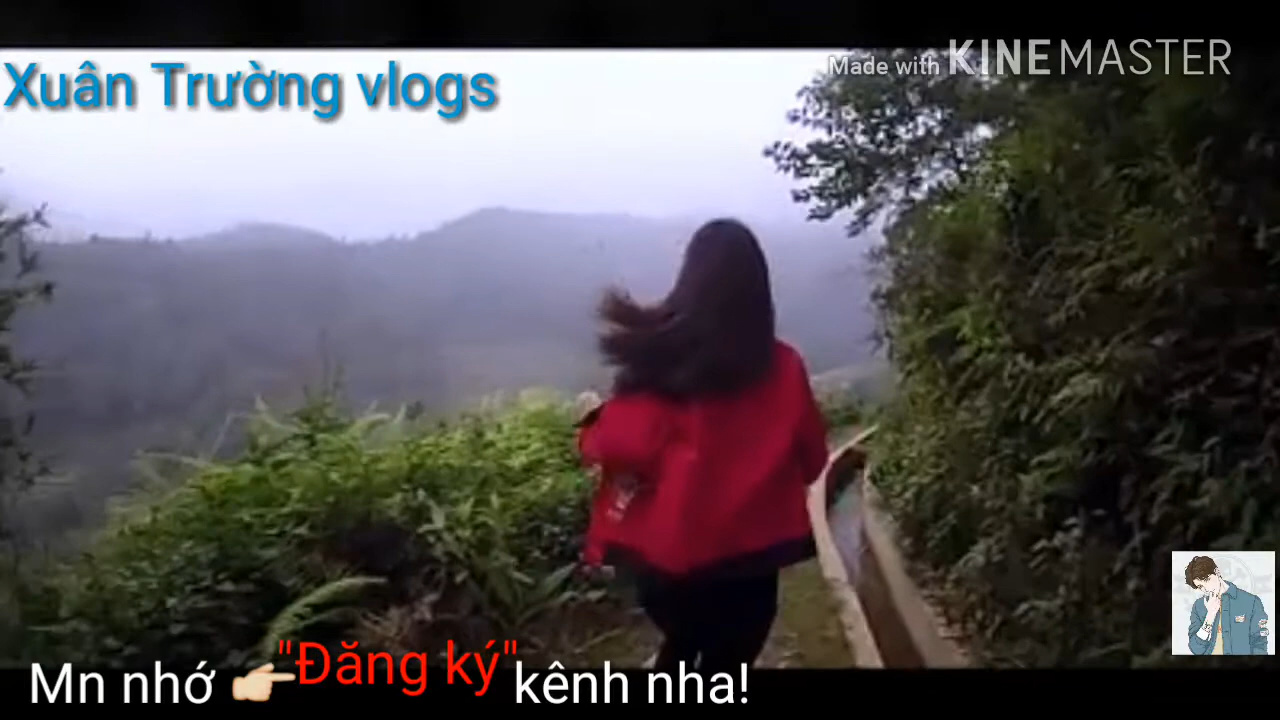 Xuân Trường vlogs
Made with KINEMASTER
Mn nhớ 👉🏻"Đăng ký" kênh nha!